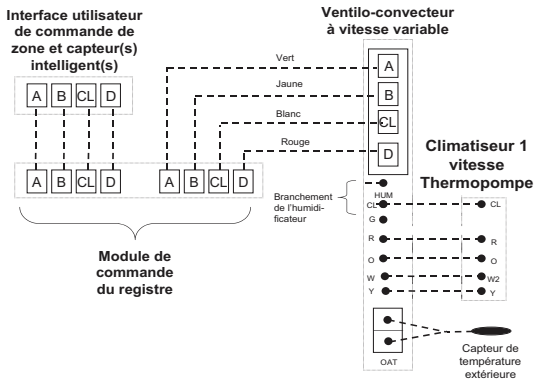 Interface utilisateur
de commande de
zone et capteur(s)
intelligent(s)
Ventilo-convecteur
à vitesse variable
A B CL D
Vert
Jaune
Blanc
Rouge
A
B
CL
D
A B CL D
A B CL D
Module de
commande
du registre
Climatiseur 1
vitesse
Thermopompe
Branchement
de l'humidi-
ficateur
HUM
CL
G
R
O
W
Y
CL
R
O
W2
Y
OAT
Capteur de
température
extérieure